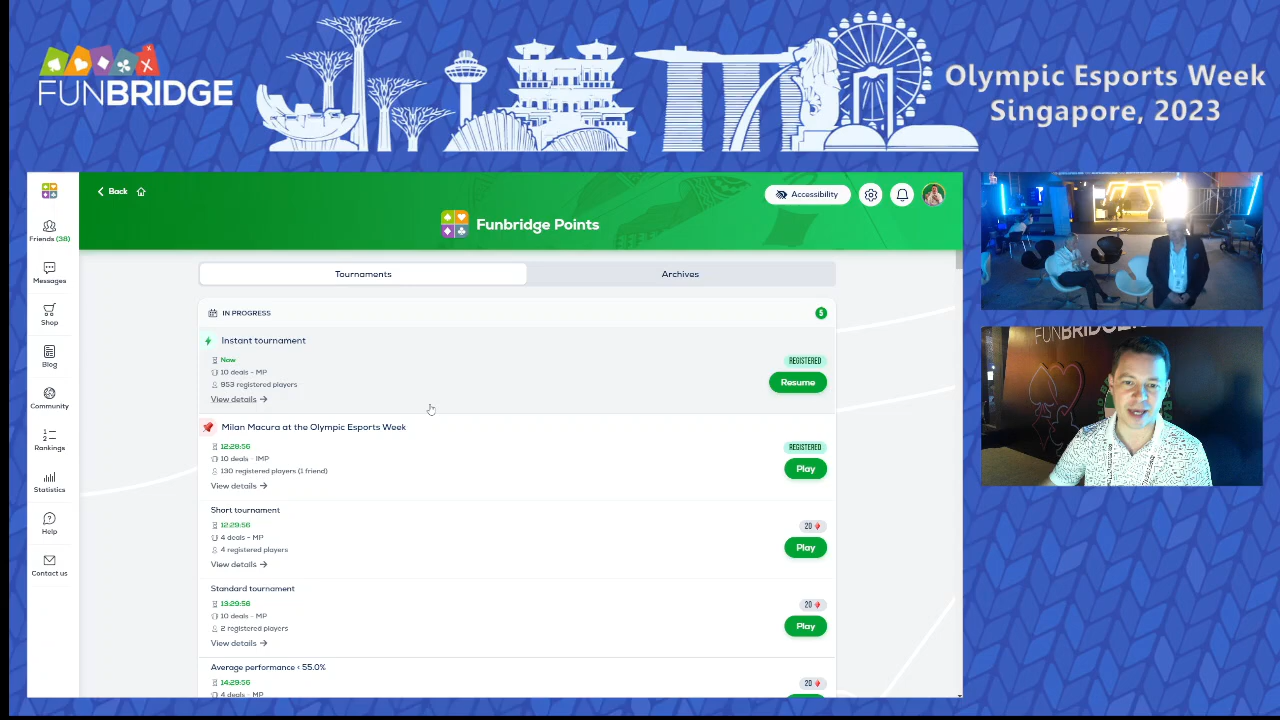 FUNBRIDGE
Olympic Esports Week
Singapore, 2023
Back
Accessibility
Funbridge Points
Friends (38)
Messages
Shop
Blog
Community
Rankings
Statistics
Help
Contact us
Tournaments
Archives
IN PROGRESS
5
Instant tournament
Now
10 deals - MP
953 registered players
View details
REGISTERED
Resume
Milan Macura at the Olympic Esports Week
12:28:56
10 deals - IMP
130 registered players (1 friend)
View details
REGISTERED
Play
Short tournament
12:29:56
4 deals - MP
4 registered players
View details
20
Play
Standard tournament
13:29:56
10 deals - MP
2 registered players
View details
20
Play
Average performance < 55.0%
14:29:56
4 deals - MP
20
FUNBRIDGE